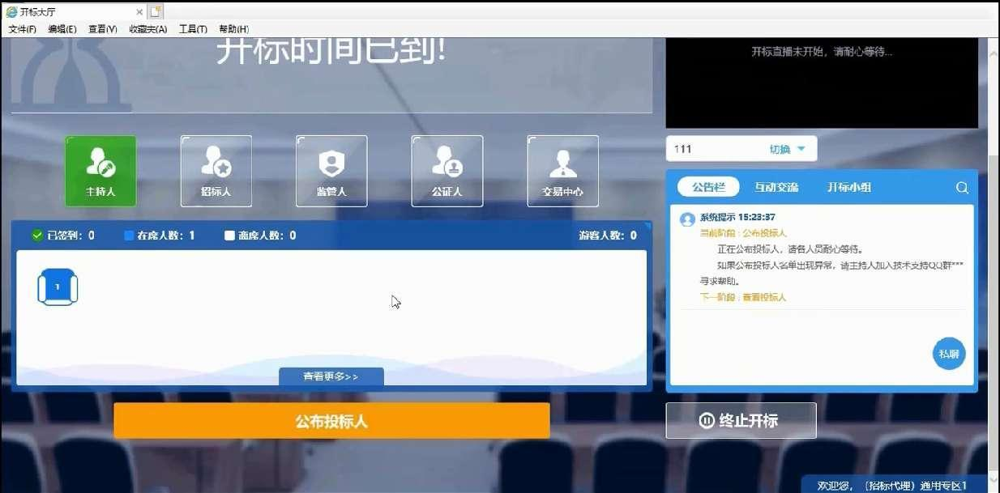 开标大厅
文件(F) 编辑(E) 查看(V) 收藏夹(A) 工具(T) 帮助(H)
开标时间已到!
开标直播未开始，请耐心等待...
主持人 招标人 监管人 公证人 交易中心
111 切换
公告栏 互动交流 开标小组
已签到：0 在席人数：1 离席人数：0 游客人数：0
系统提示 15:23:37
当前阶段：公布投标人
正在公布投标人，请各人员耐心等待。
如果公布投标人名单出现异常，请主持人加入技术支持QQ群***
寻求帮助。
下一阶段：查看投标人
1
私聊
查看更多>>
公布投标人
终止开标
欢迎您，（招标代理）通用专区1